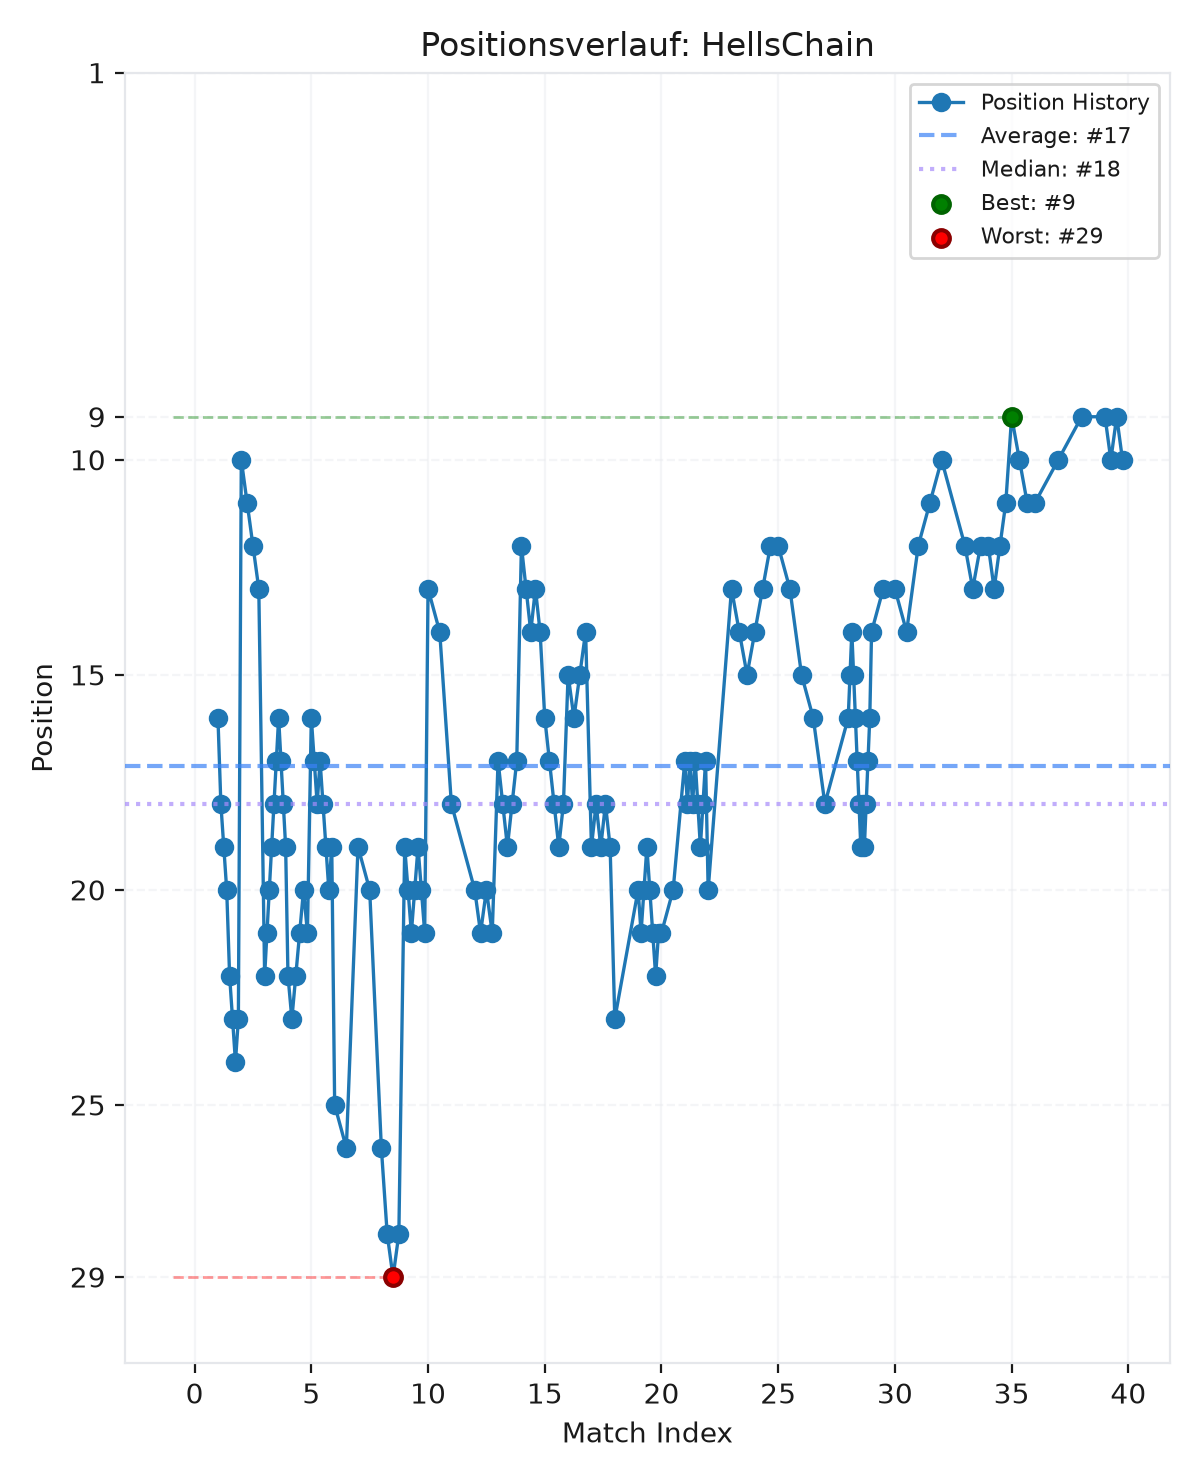 Positionsverlauf: HellsChain
Position History
Average: #17
Median: #18
Best: #9
Worst: #29
Position
1
9
10
15
20
25
29
0 5 10 15 20 25 30 35 40
Match Index